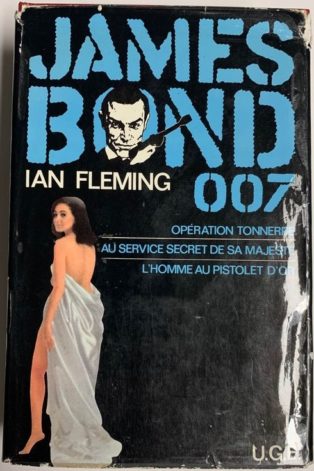 JAMES
BOND
IAN FLEMING
007
OPÉRATION TONNERRE
AU SERVICE SECRET DE SA MAJESTÉ
L'HOMME AU PISTOLET D'OR
U.G.